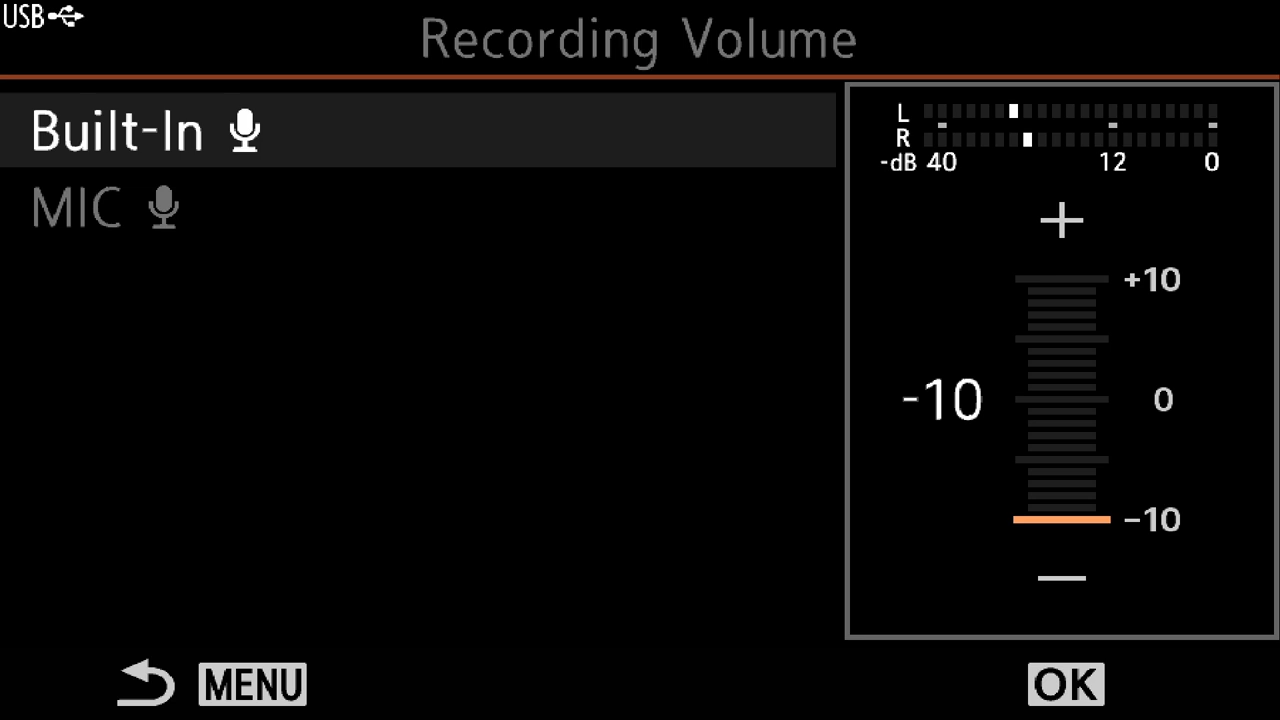 USB
Recording Volume
Built-In
MIC
L
R
-dB 40 12 0
+
+10
-10 0
-10
—
MENU OK